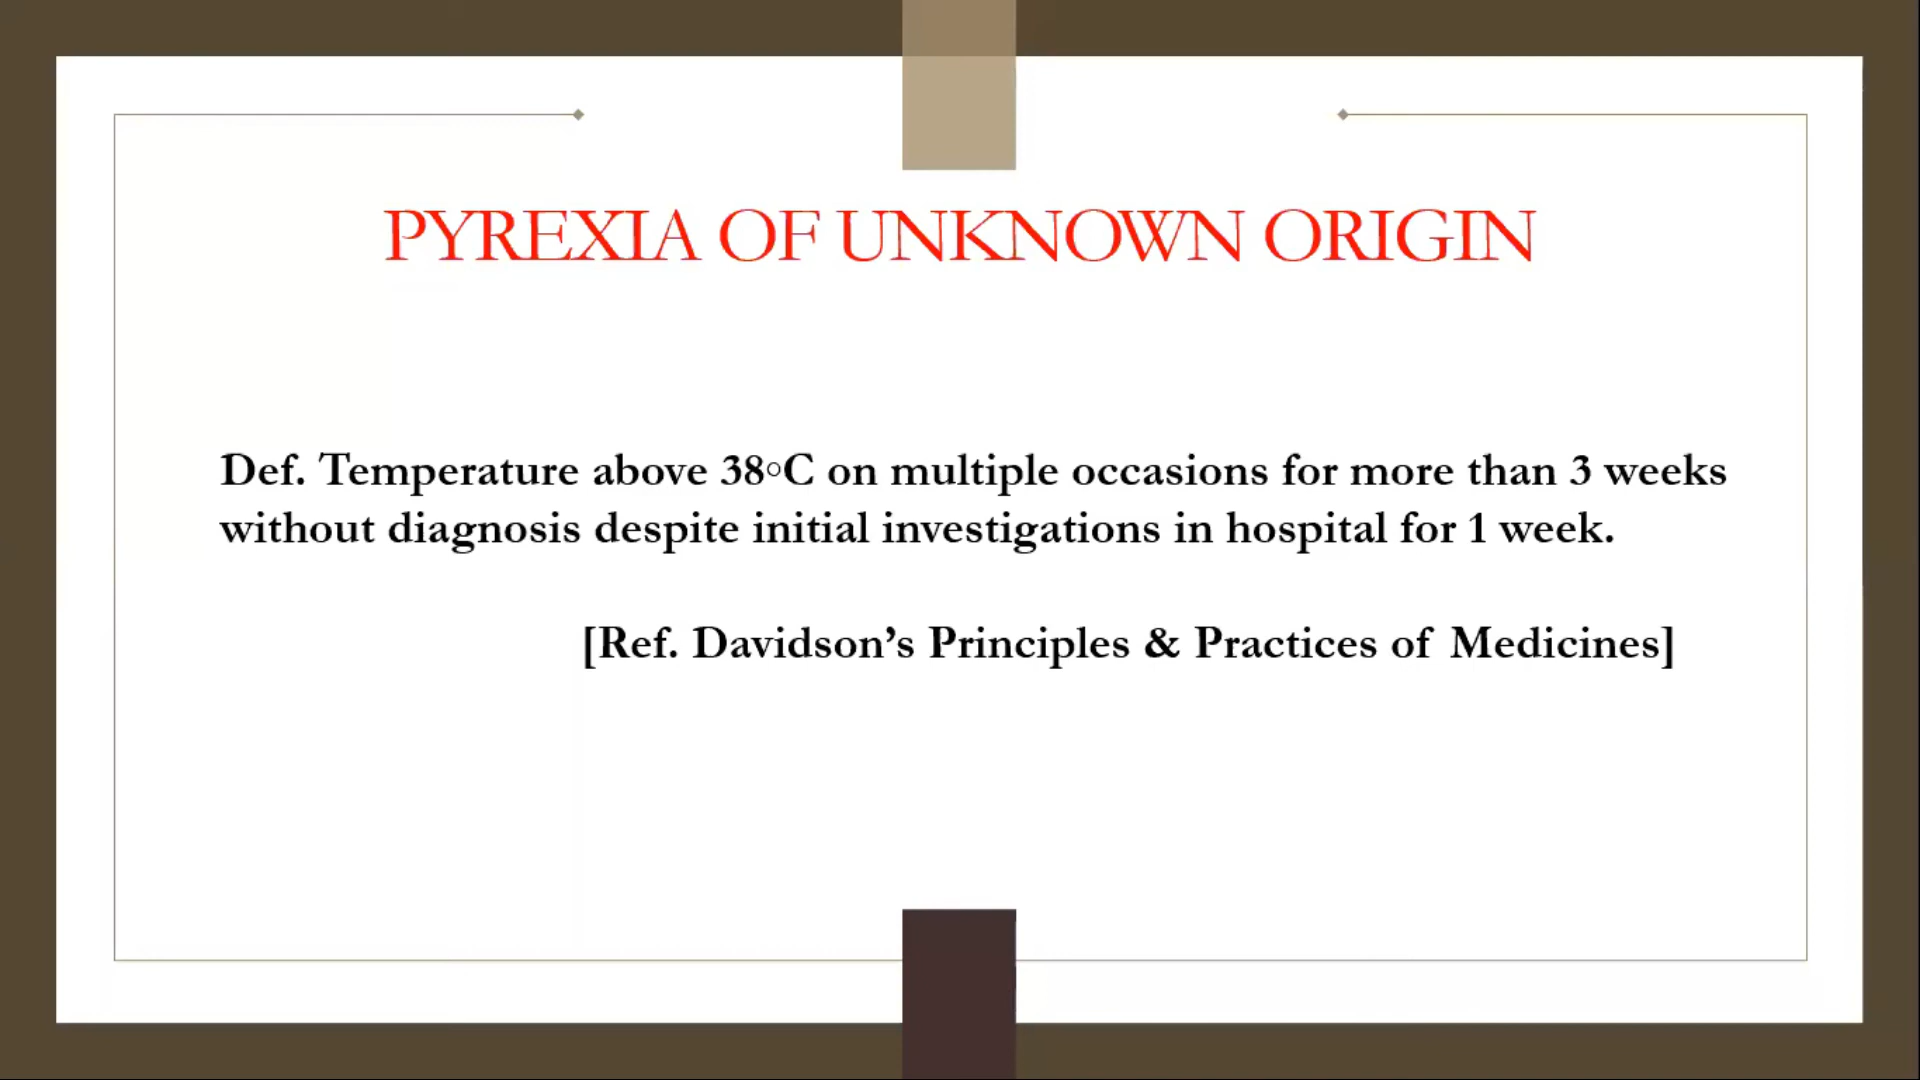 PYREXIA OF UNKNOWN ORIGIN
Def. Temperature above 38◦C on multiple occasions for more than 3 weeks
without diagnosis despite initial investigations in hospital for 1 week.
[Ref. Davidson’s Principles & Practices of Medicines]